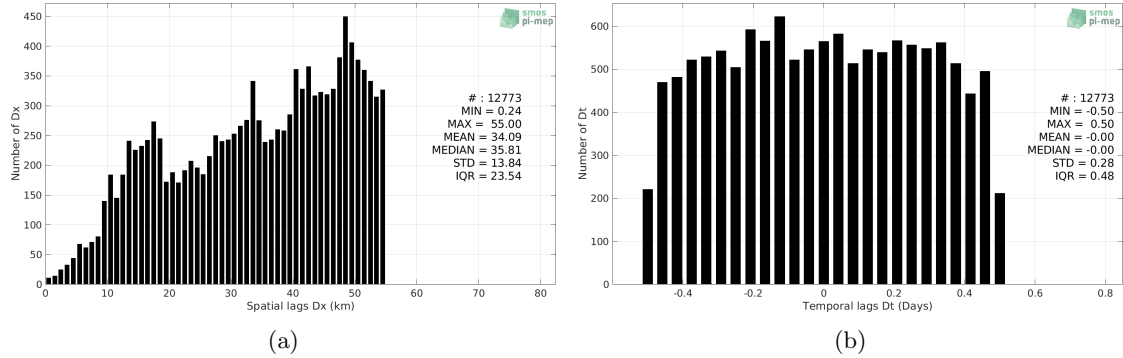 smos
pi-mep
450
400
350
300
250
200
150
100
50
0
Number of Dx
# : 12773
MIN = 0.24
MAX = 55.00
MEAN = 34.09
MEDIAN = 35.81
STD = 13.84
IQR = 23.54
0 10 20 30 40 50 60 70 80
Spatial lags Dx (km)
(a)
smos
pi-mep
600
500
400
300
200
100
0
Number of Dt
# : 12773
MIN = -0.50
MAX = 0.50
MEAN = -0.00
MEDIAN = -0.00
STD = 0.28
IQR = 0.48
-0.4 -0.2 0 0.2 0.4 0.6 0.8
Temporal lags Dt (Days)
(b)